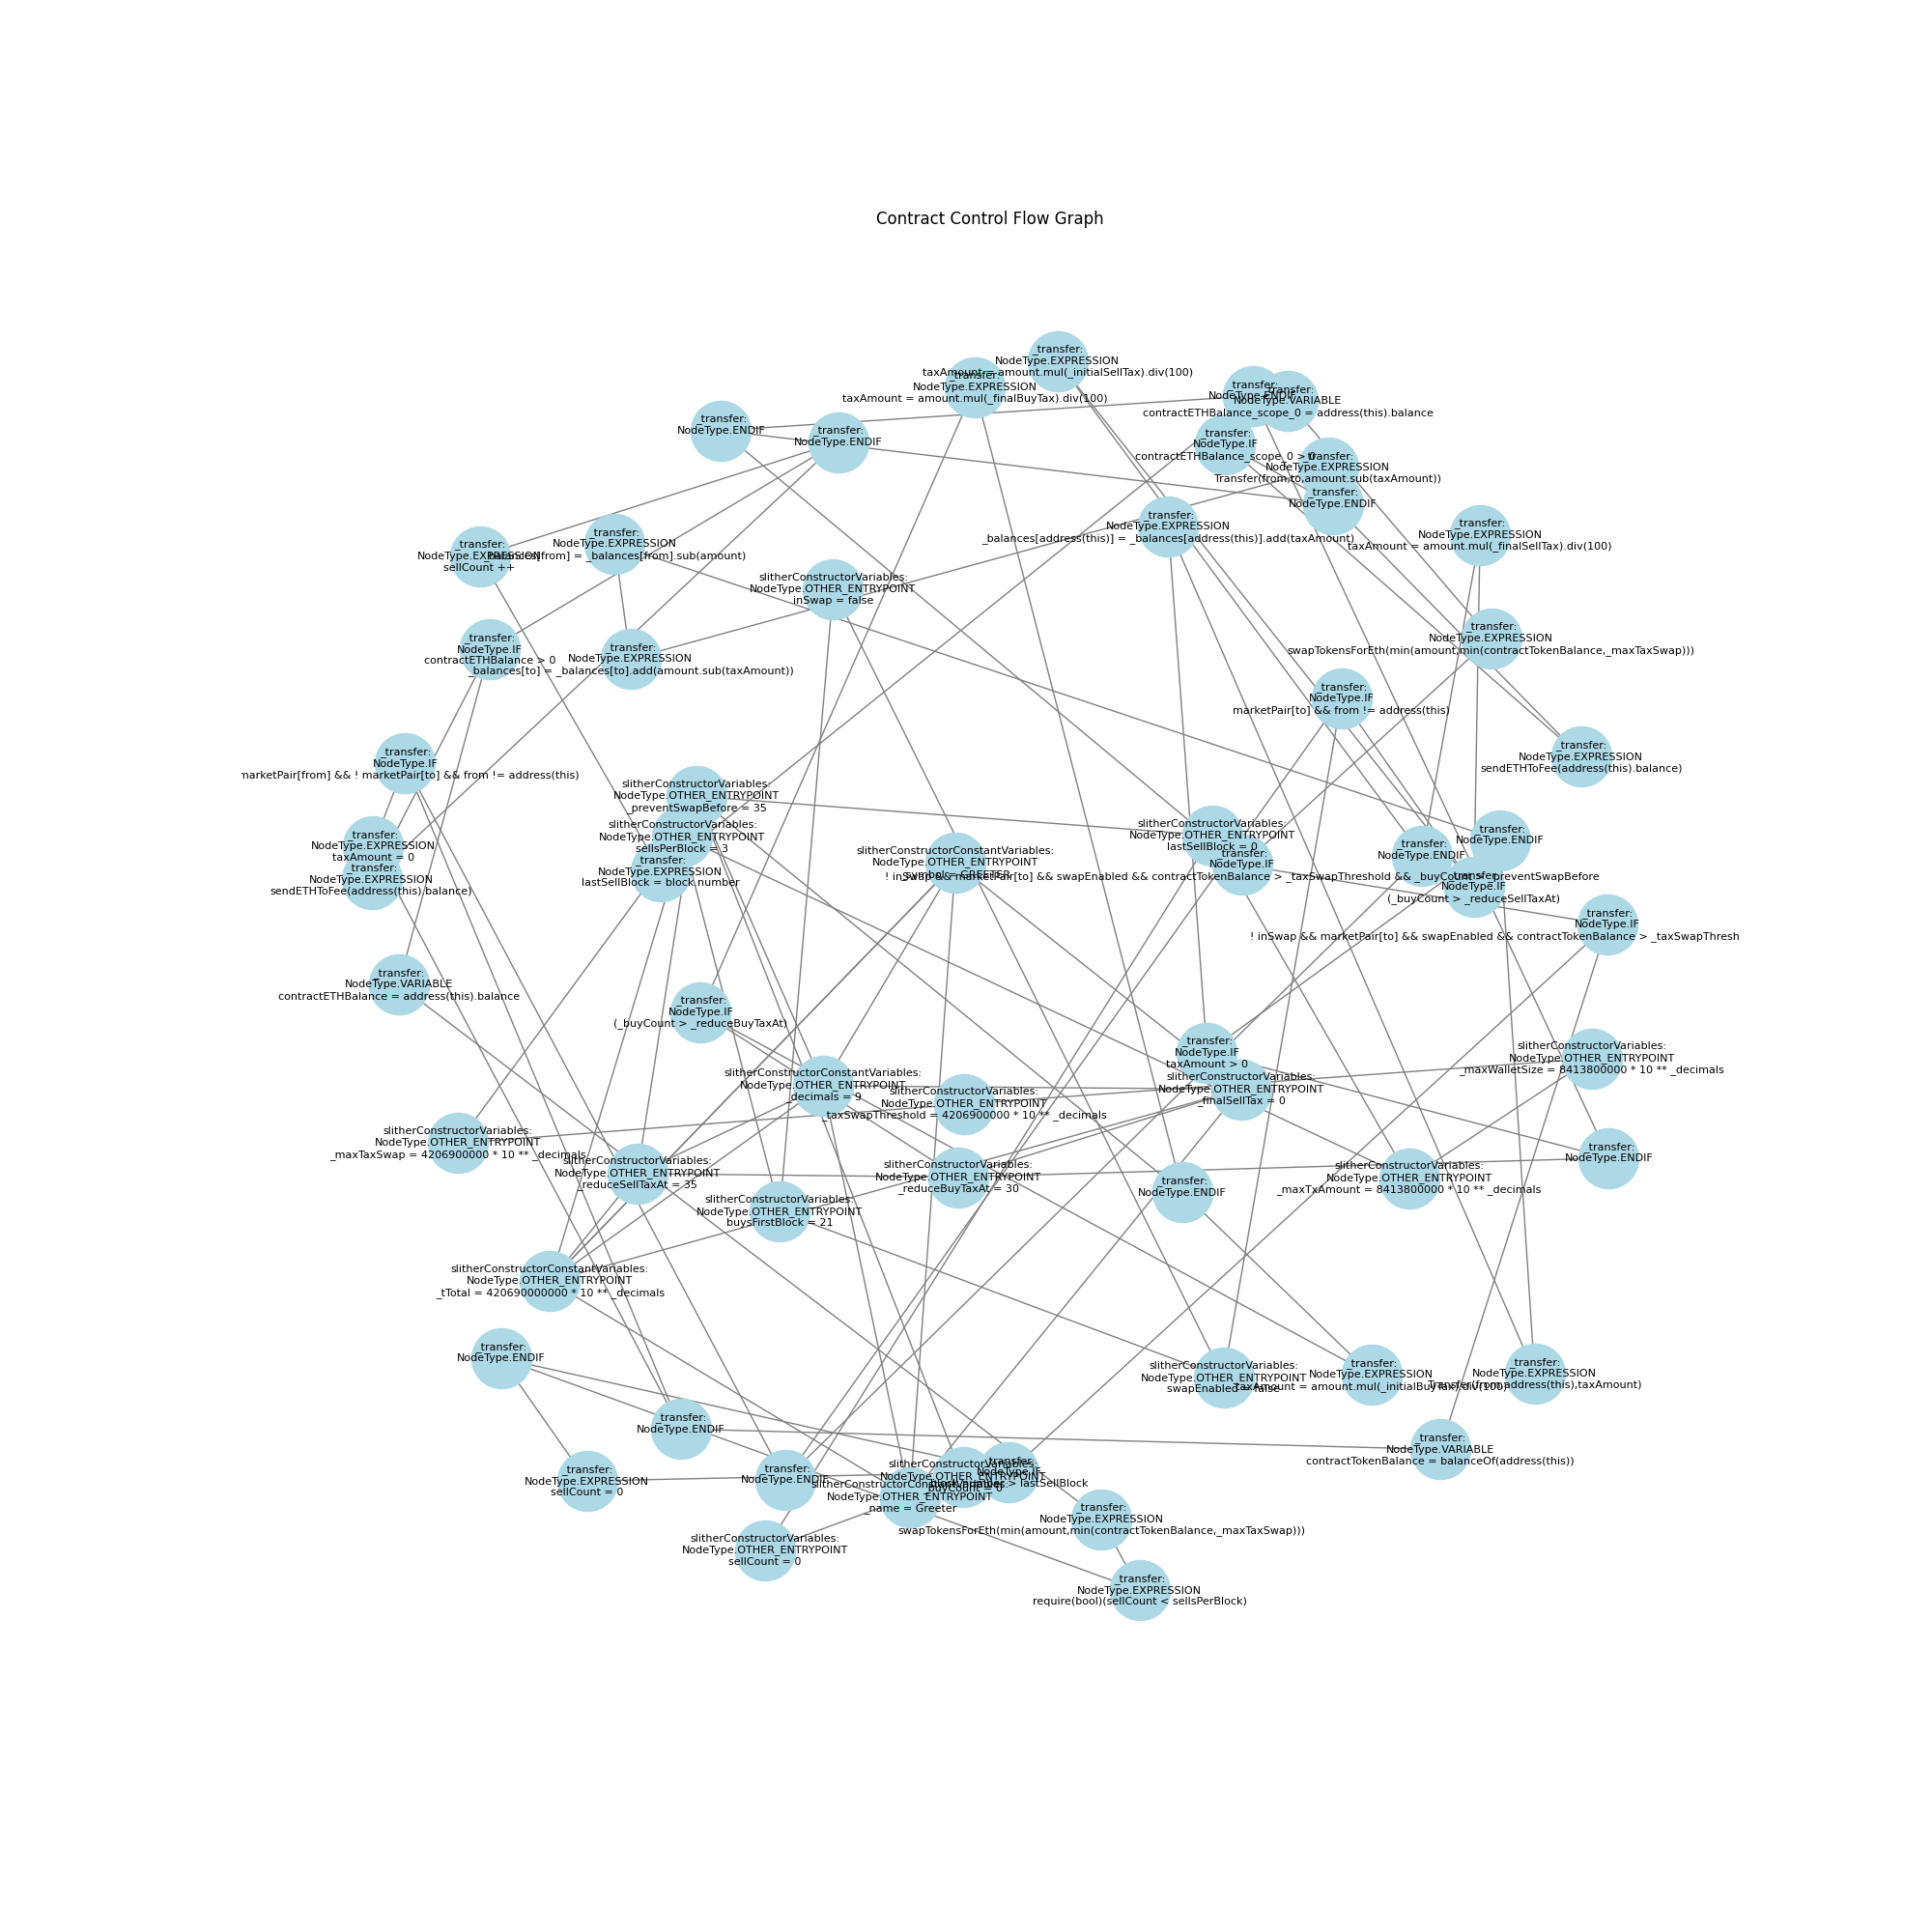 Contract Control Flow Graph
_transfer:
NodeType.EXPRESSION
taxAmount = amount.mul(_initialSellTax).div(100)
_transfer:
NodeType.EXPRESSION
taxAmount = amount.mul(_finalBuyTax).div(100)
_transfer:
NodeType.ENDIF
_transfer:
NodeType.VARIABLE
contractETHBalance_scope_0 = address(this).balance
_transfer:
NodeType.ENDIF
_transfer:
NodeType.ENDIF
_transfer:
NodeType.IF
contractETHBalance_scope_0 > 0
_transfer:
NodeType.EXPRESSION
Transfer(from,to,amount.sub(taxAmount))
_transfer:
NodeType.ENDIF
_transfer:
NodeType.EXPRESSION
_balances[address(this)] = _balances[address(this)].add(taxAmount)
_transfer:
NodeType.EXPRESSION
taxAmount = amount.mul(_finalSellTax).div(100)
_transfer:
NodeType.EXPRESSION
sellCount ++
_transfer:
NodeType.EXPRESSION
_balances[from] = _balances[from].sub(amount)
slitherConstructorVariables:
NodeType.OTHER_ENTRYPOINT
inSwap = false
_transfer:
NodeType.IF
contractETHBalance > 0
_transfer:
NodeType.EXPRESSION
_balances[to] = _balances[to].add(amount.sub(taxAmount))
_transfer:
NodeType.EXPRESSION
swapTokensForEth(min(amount,min(contractTokenBalance,_maxTaxSwap)))
_transfer:
NodeType.IF
marketPair[to] && from != address(this)
_transfer:
NodeType.IF
marketPair[from] && ! marketPair[to] && from != address(this)
_transfer:
NodeType.EXPRESSION
sendETHToFee(address(this).balance)
slitherConstructorVariables:
NodeType.OTHER_ENTRYPOINT
_preventSwapBefore = 35
slitherConstructorVariables:
NodeType.OTHER_ENTRYPOINT
sellsPerBlock = 3
_transfer:
NodeType.EXPRESSION
lastSellBlock = block.number
_transfer:
NodeType.EXPRESSION
taxAmount = 0
_transfer:
NodeType.EXPRESSION
sendETHToFee(address(this).balance)
slitherConstructorConstantVariables:
NodeType.OTHER_ENTRYPOINT
_symbol = GREETER
slitherConstructorVariables:
NodeType.OTHER_ENTRYPOINT
lastSellBlock = 0
_transfer:
NodeType.IF
! inSwap && marketPair[to] && swapEnabled && contractTokenBalance > _taxSwapThreshold && _buyCount > _preventSwapBefore
_transfer:
NodeType.ENDIF
_transfer:
NodeType.ENDIF
_transfer:
NodeType.IF
(_buyCount > _reduceSellTaxAt)
_transfer:
NodeType.IF
! inSwap && marketPair[to] && swapEnabled && contractTokenBalance > _taxSwapThresh
_transfer:
NodeType.VARIABLE
contractETHBalance = address(this).balance
_transfer:
NodeType.IF
(_buyCount > _reduceBuyTaxAt)
_transfer:
NodeType.IF
taxAmount > 0
slitherConstructorVariables:
NodeType.OTHER_ENTRYPOINT
_finalSellTax = 0
slitherConstructorVariables:
NodeType.OTHER_ENTRYPOINT
_maxWalletSize = 8413800000 * 10 ** _decimals
slitherConstructorConstantVariables:
NodeType.OTHER_ENTRYPOINT
_decimals = 9
slitherConstructorVariables:
NodeType.OTHER_ENTRYPOINT
_taxSwapThreshold = 4206900000 * 10 ** _decimals
slitherConstructorVariables:
NodeType.OTHER_ENTRYPOINT
_maxTaxSwap = 4206900000 * 10 ** _decimals
slitherConstructorVariables:
NodeType.OTHER_ENTRYPOINT
_reduceSellTaxAt = 35
slitherConstructorVariables:
NodeType.OTHER_ENTRYPOINT
_reduceBuyTaxAt = 30
_transfer:
NodeType.ENDIF
slitherConstructorVariables:
NodeType.OTHER_ENTRYPOINT
_maxTxAmount = 8413800000 * 10 ** _decimals
_transfer:
NodeType.ENDIF
slitherConstructorVariables:
NodeType.OTHER_ENTRYPOINT
buysFirstBlock = 21
slitherConstructorConstantVariables:
NodeType.OTHER_ENTRYPOINT
_tTotal = 420690000000 * 10 ** _decimals
_transfer:
NodeType.ENDIF
slitherConstructorVariables:
NodeType.OTHER_ENTRYPOINT
swapEnabled = false
_transfer:
NodeType.EXPRESSION
taxAmount = amount.mul(_initialBuyTax).div(100)
_transfer:
NodeType.EXPRESSION
Transfer(from,address(this),taxAmount)
_transfer:
NodeType.ENDIF
_transfer:
NodeType.VARIABLE
contractTokenBalance = balanceOf(address(this))
_transfer:
NodeType.EXPRESSION
sellCount = 0
_transfer:
NodeType.ENDIF
slitherConstructorVariables:
NodeType.OTHER_ENTRYPOINT
_buyCount = 0
_transfer:
NodeType.IF
block.number > lastSellBlock
slitherConstructorConstantVariables:
NodeType.OTHER_ENTRYPOINT
_name = Greeter
_transfer:
NodeType.EXPRESSION
swapTokensForEth(min(amount,min(contractTokenBalance,_maxTaxSwap)))
slitherConstructorVariables:
NodeType.OTHER_ENTRYPOINT
sellCount = 0
_transfer:
NodeType.EXPRESSION
require(bool)(sellCount < sellsPerBlock)